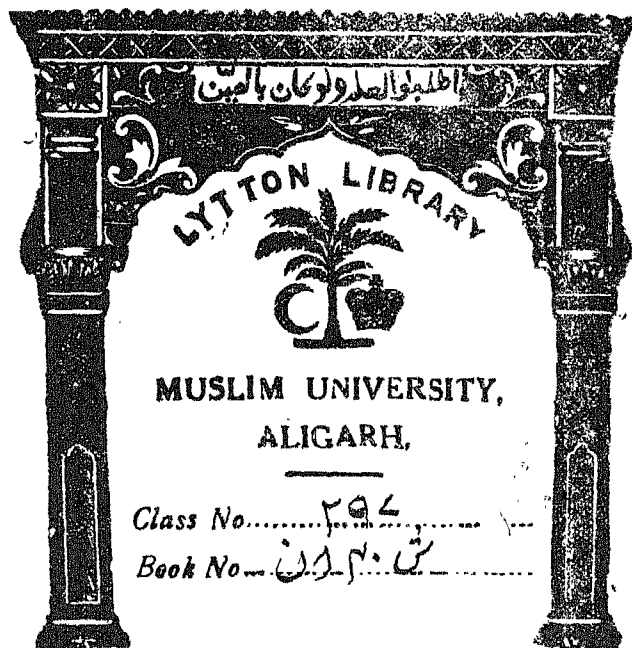 اطلبوا العلم ولو كان بالصين
LYTTON LIBRARY
MUSLIM UNIVERSITY,
ALIGARH,
Class No. ۲۹۷
Book No.